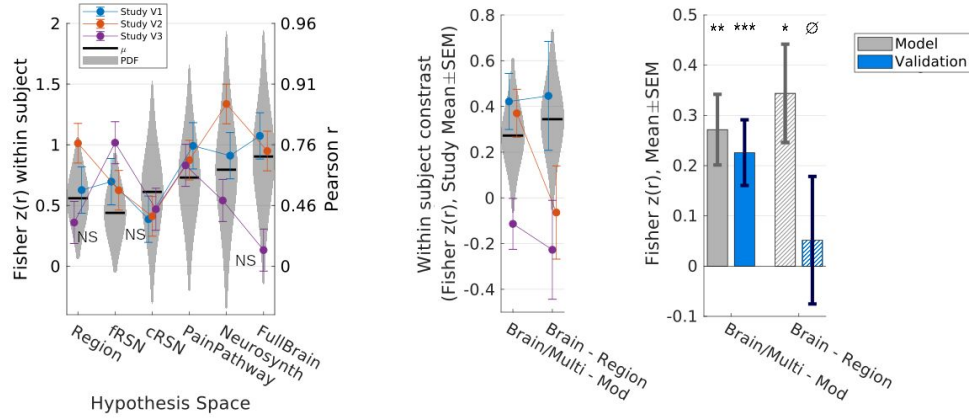 Study V1
Study V2
Study V3
μ
PDF
Fisher z(r) within subject
2
1.5
1
0.5
0
0.96
0.91
0.76
0.46
0
Pearson r
NS
NS
NS
Region
fRSN
cRSN
PainPathway
Neurosynth
FullBrain
Hypothesis Space
Within subject constrast
(Fisher z(r), Study Mean±SEM)
0.8
0.6
0.4
0.2
0
-0.2
-0.4
Brain/Multi - Mod
Brain - Region
Fisher z(r), Mean±SEM
0.5
0.4
0.3
0.2
0.1
0
-0.1
** *** * ∅
Brain/Multi - Mod
Brain - Region
Model
Validation